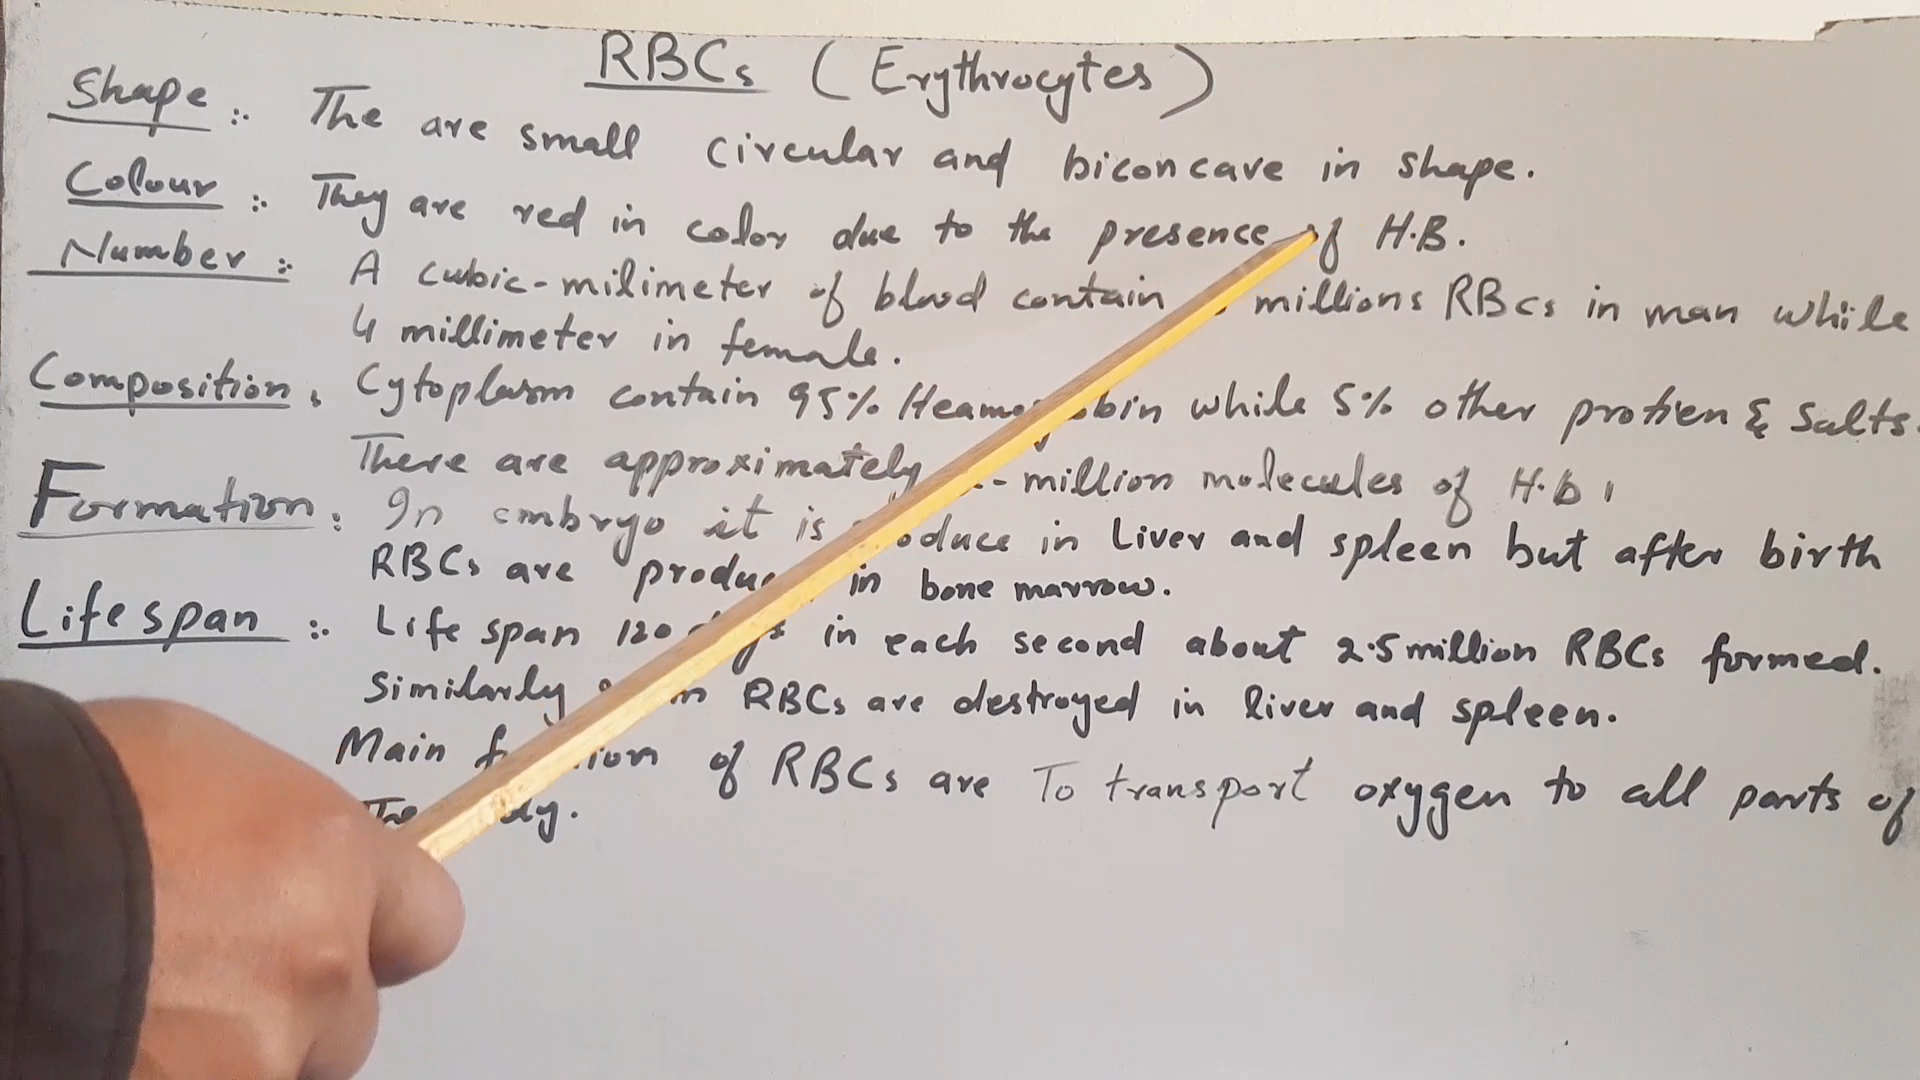 RBCs (Erythrocytes)
Shape :. The are small circular and biconcave in shape.
Colour :. They are red in color due to the presence of H.B.
Number :. A cubic-milimeter of blood contain millions RBCs in man while
4 millimeter in female.
Composition, Cytoplasm contain 95% while 5% other protien & Salts.
There are approximately million molecules of H.b
Formation : In embryo it is in Liver and spleen but after birth
RBCs are in bone marrow.
Life span :. Life span 120 in each second about 2.5 million RBCs formed.
Similarly RBCs are destroyed in liver and spleen.
Main of RBCs are To transport oxygen to all parts of